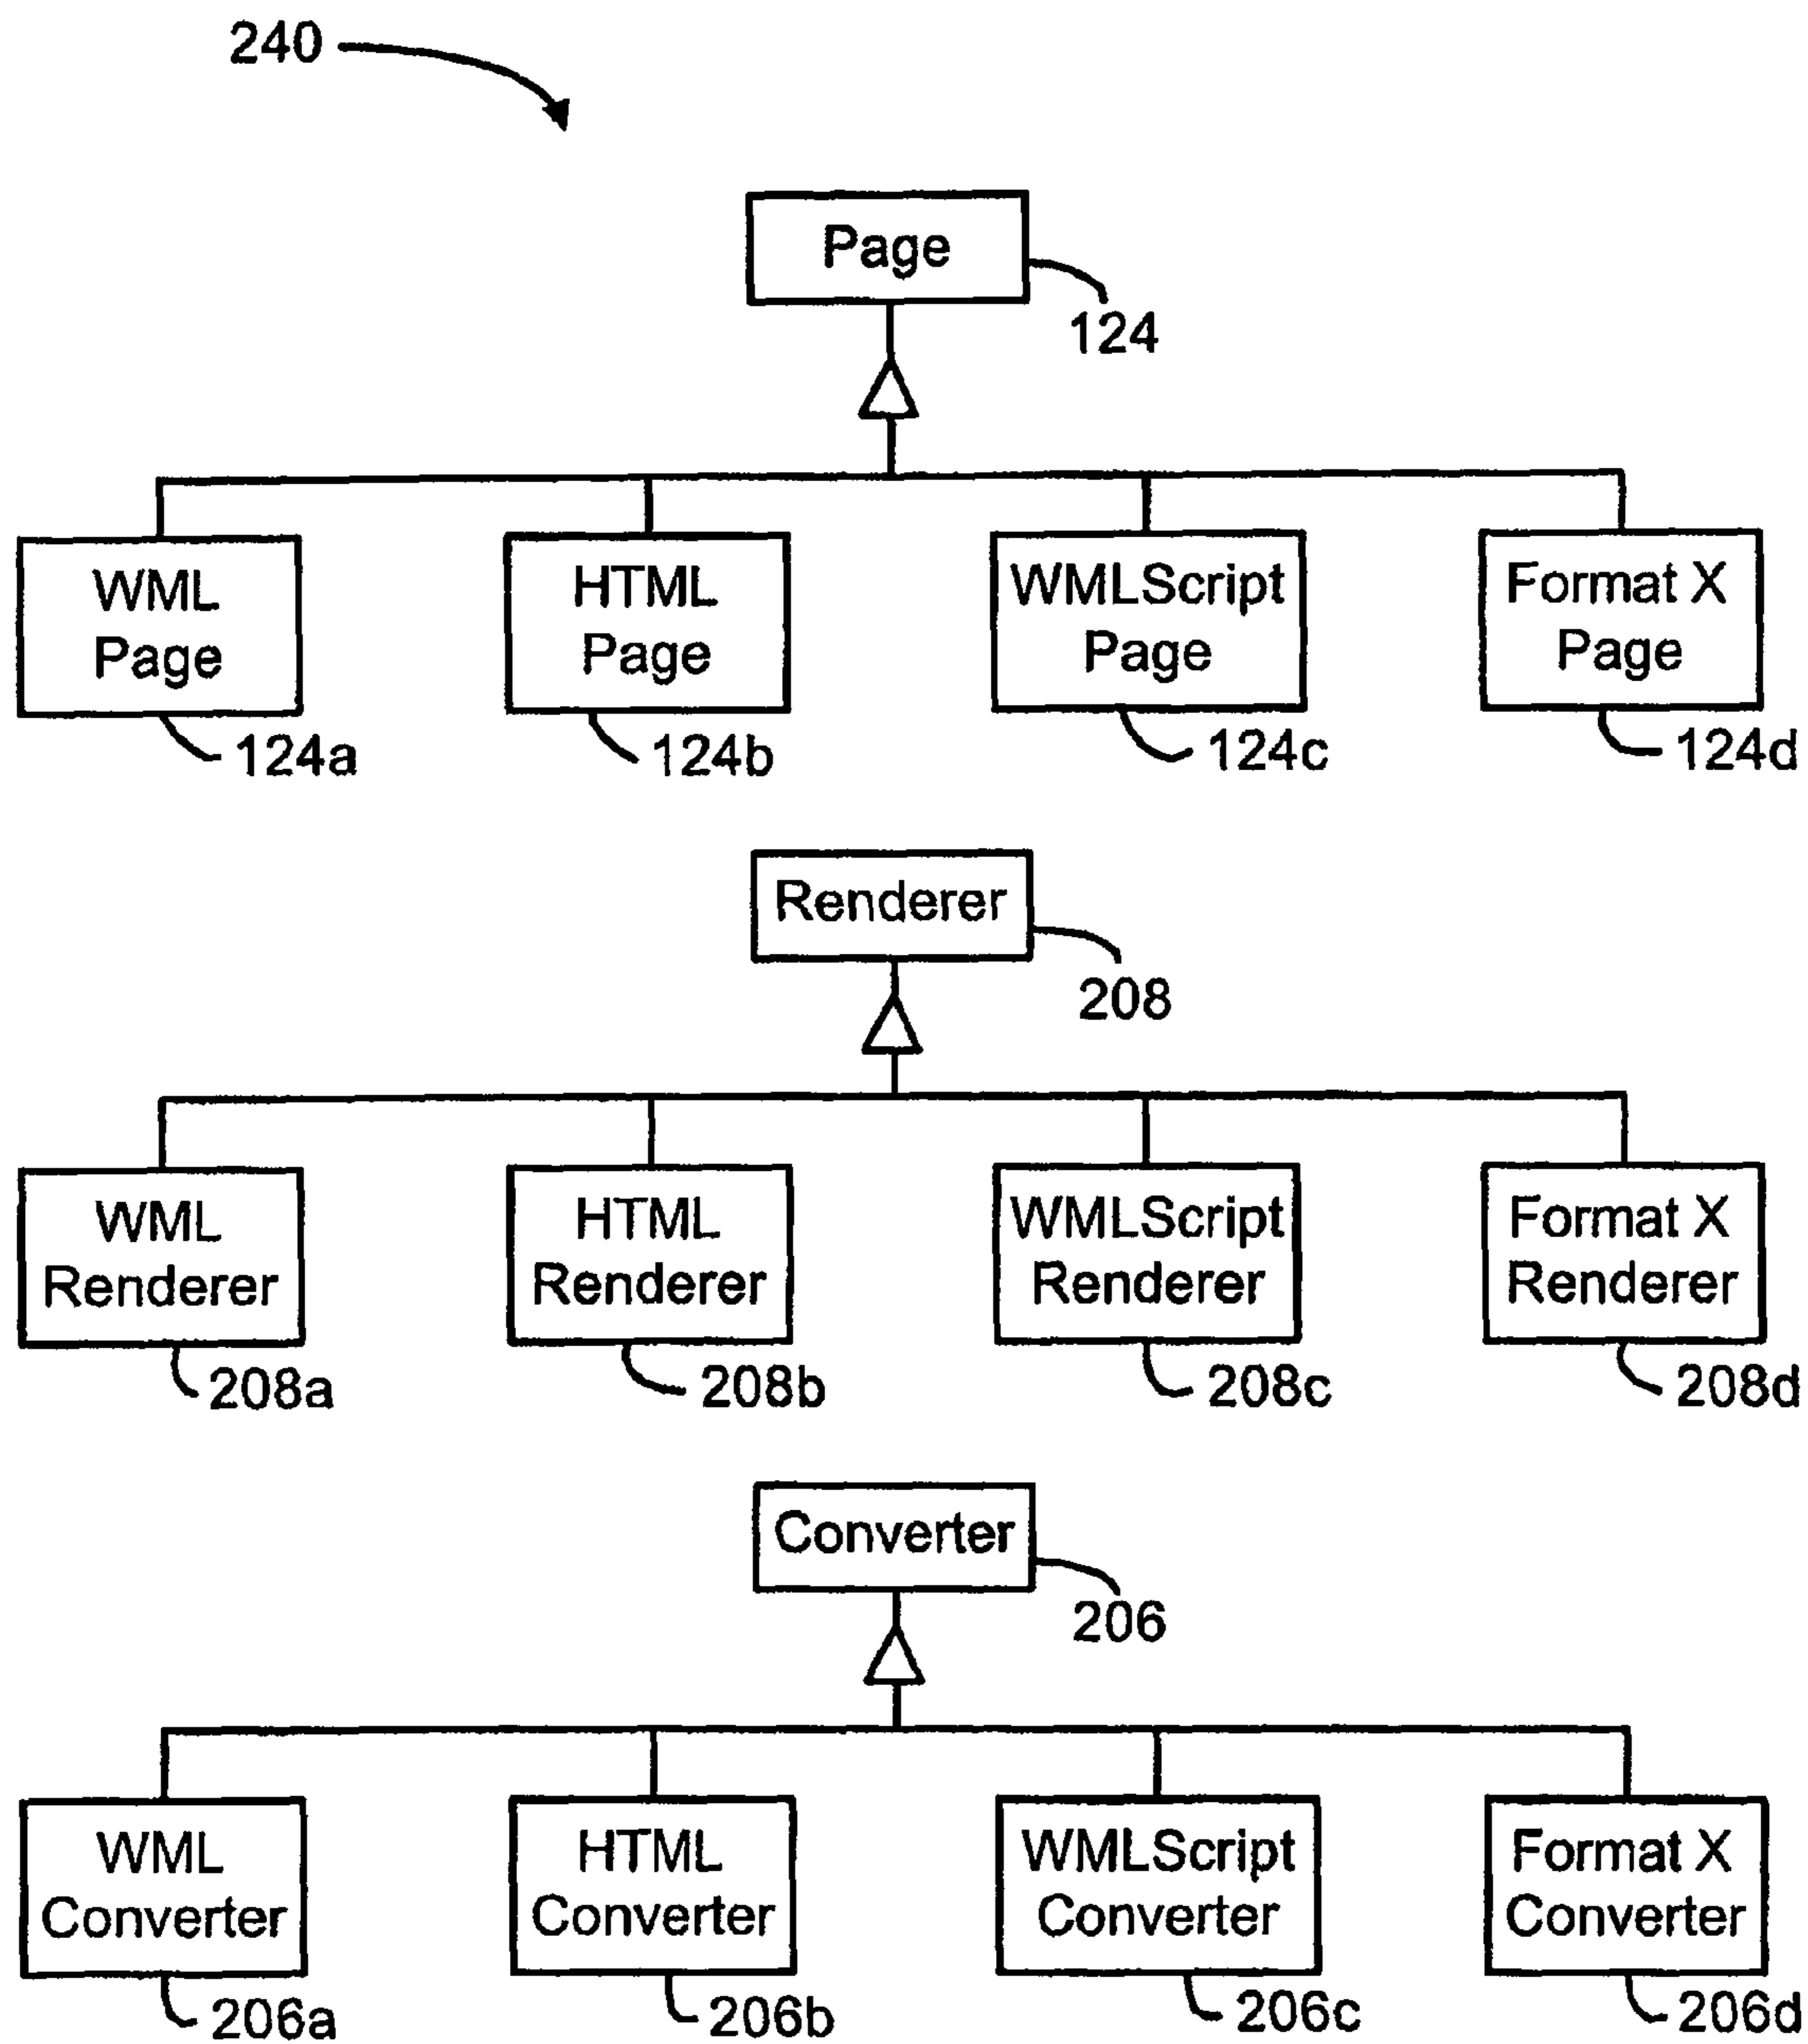 240
Page
124
WML
Page
124a
HTML
Page
124b
WMLScript
Page
124c
Format X
Page
124d
Renderer
208
WML
Renderer
208a
HTML
Renderer
208b
WMLScript
Renderer
208c
Format X
Renderer
208d
Converter
206
WML
Converter
206a
HTML
Converter
206b
WMLScript
Converter
206c
Format X
Converter
206d